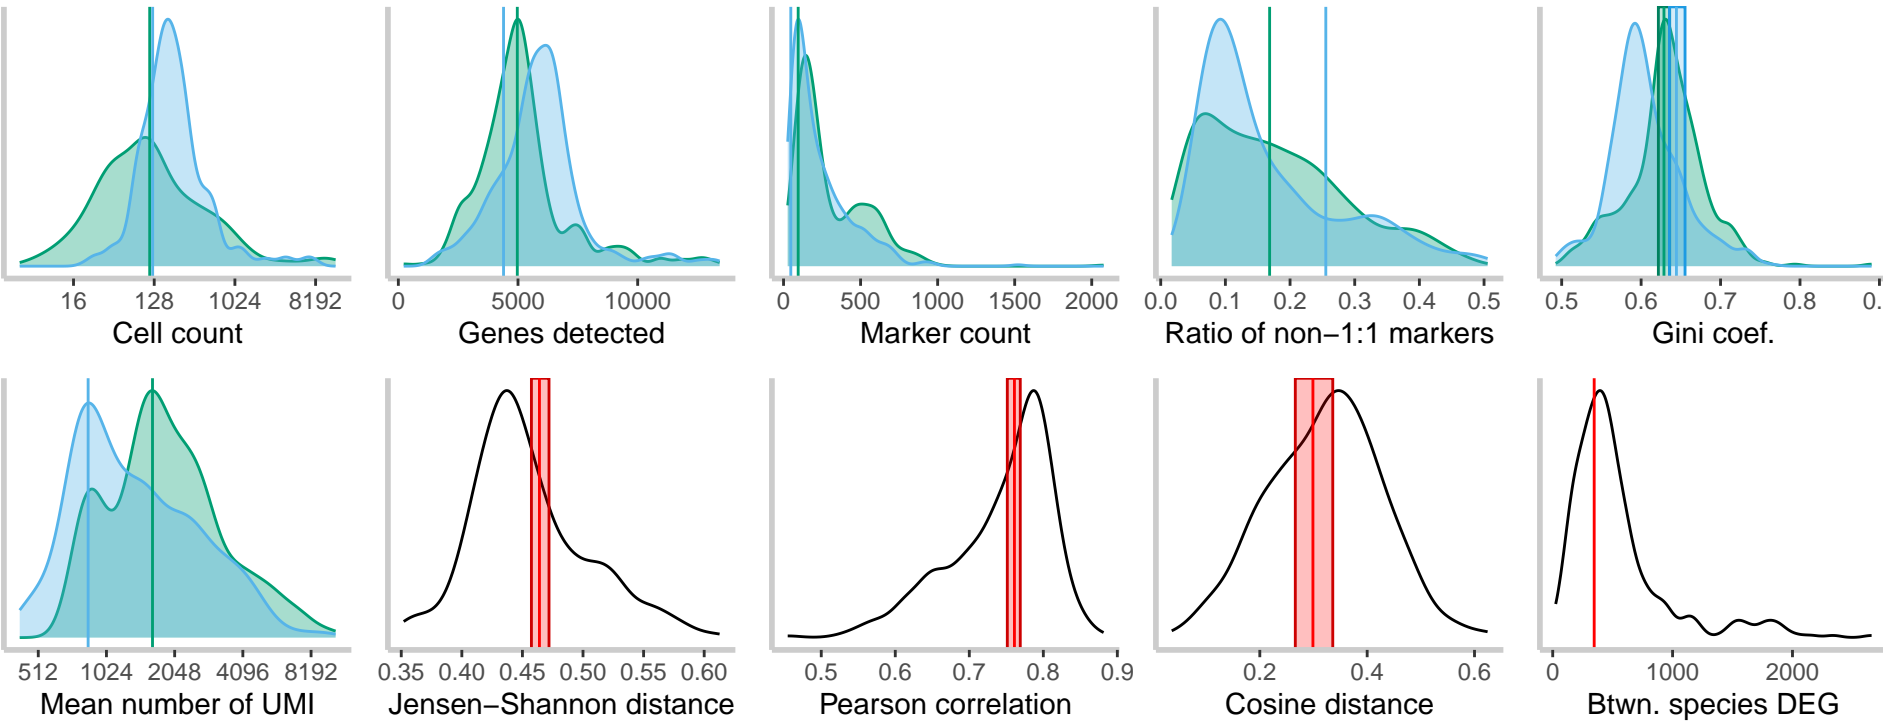 16 128 1024 8192
Cell count
0 5000 10000
Genes detected
0 500 1000 1500 2000
Marker count
0.0 0.1 0.2 0.3 0.4 0.5
Ratio of non−1:1 markers
0.5 0.6 0.7 0.8 0.
Gini coef.
512 1024 2048 4096 8192
Mean number of UMI
0.35 0.40 0.45 0.50 0.55 0.60
Jensen−Shannon distance
0.5 0.6 0.7 0.8 0.9
Pearson correlation
0.2 0.4 0.6
Cosine distance
0 1000 2000
Btwn. species DEG